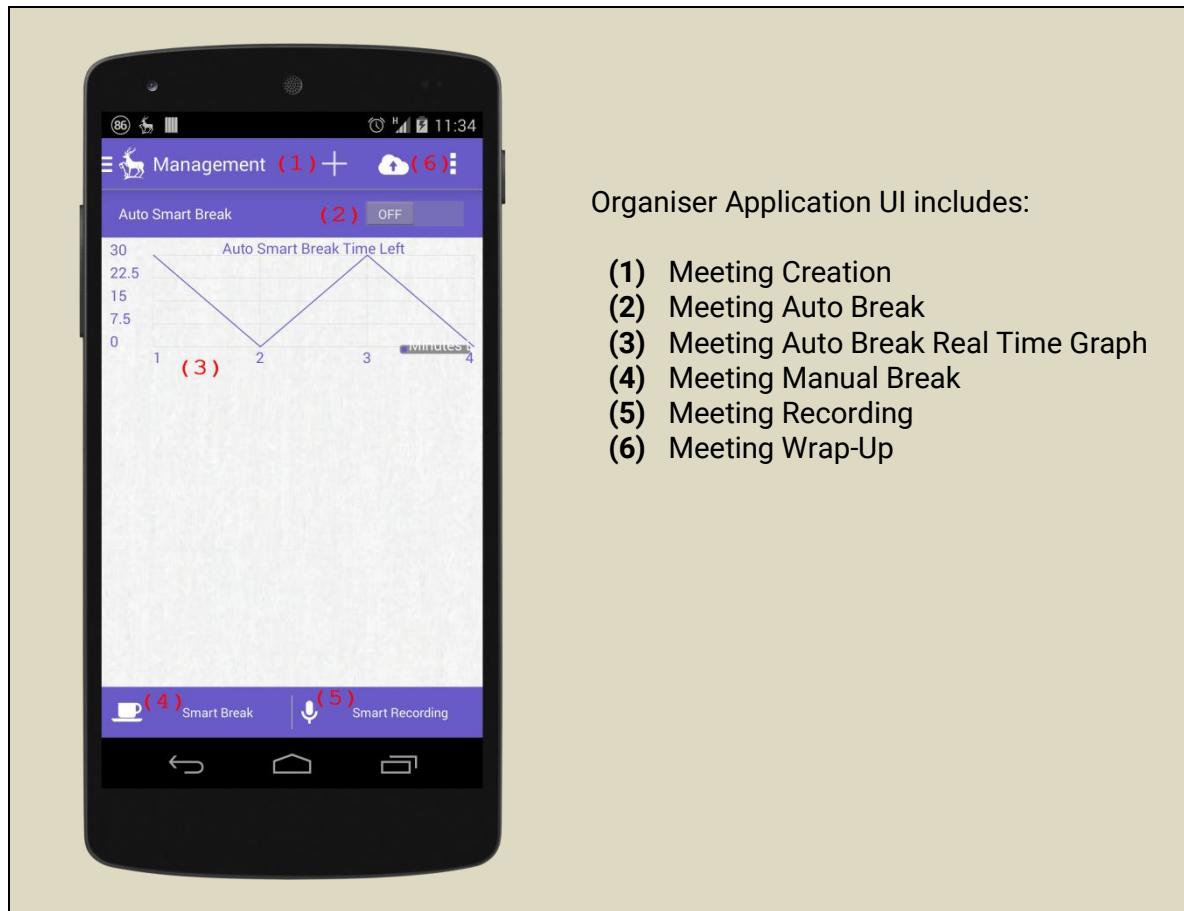 86 11:34
Management (1) (6)
Auto Smart Break (2) OFF
Auto Smart Break Time Left
30
22.5
15
7.5
0
Minutes
1 2 3 4
(3)
(4) Smart Break (5) Smart Recording
Organiser Application UI includes:
(1) Meeting Creation
(2) Meeting Auto Break
(3) Meeting Auto Break Real Time Graph
(4) Meeting Manual Break
(5) Meeting Recording
(6) Meeting Wrap-Up